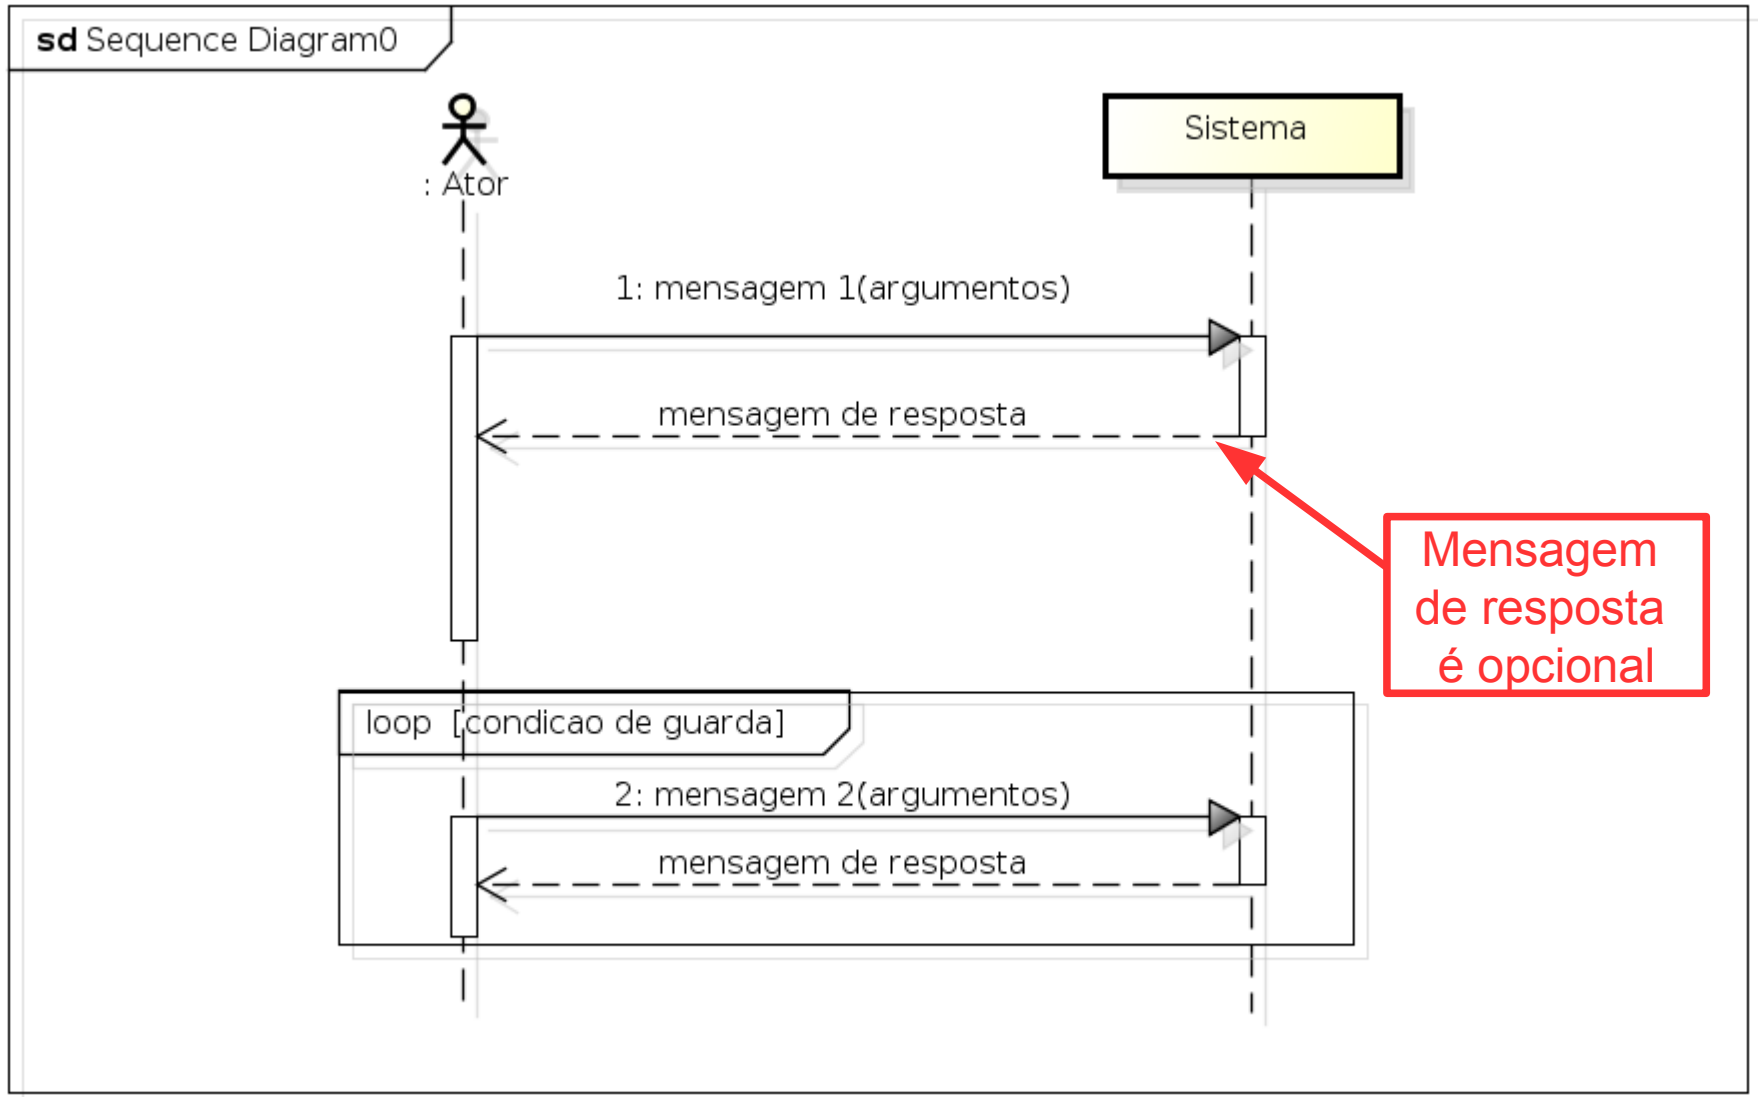 sd Sequence Diagram0
: Ator
Sistema
1: mensagem 1(argumentos)
mensagem de resposta
Mensagem
de resposta
é opcional
loop [condicao de guarda]
2: mensagem 2(argumentos)
mensagem de resposta